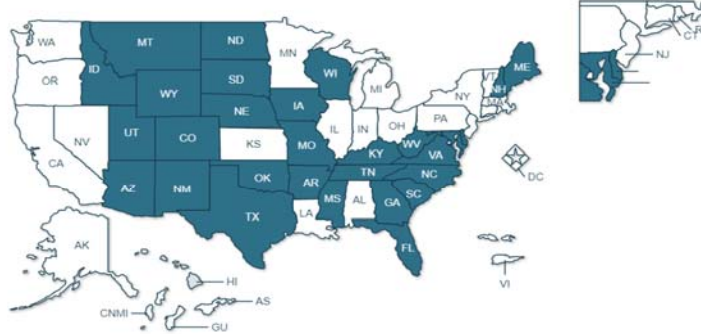 WA
MT
ND
MN
OR
ID
SD
WI
MI
VT
NH
ME
WY
NY
MA
NE
IA
PA
NV
UT
CO
IL
IN
OH
CA
KS
MO
KY
WV
VA
AZ
NM
OK
AR
TN
NC
TX
LA
MS
AL
GA
SC
FL
DC
AK
HI
VI
CNMI
AS
GU
CT
NJ